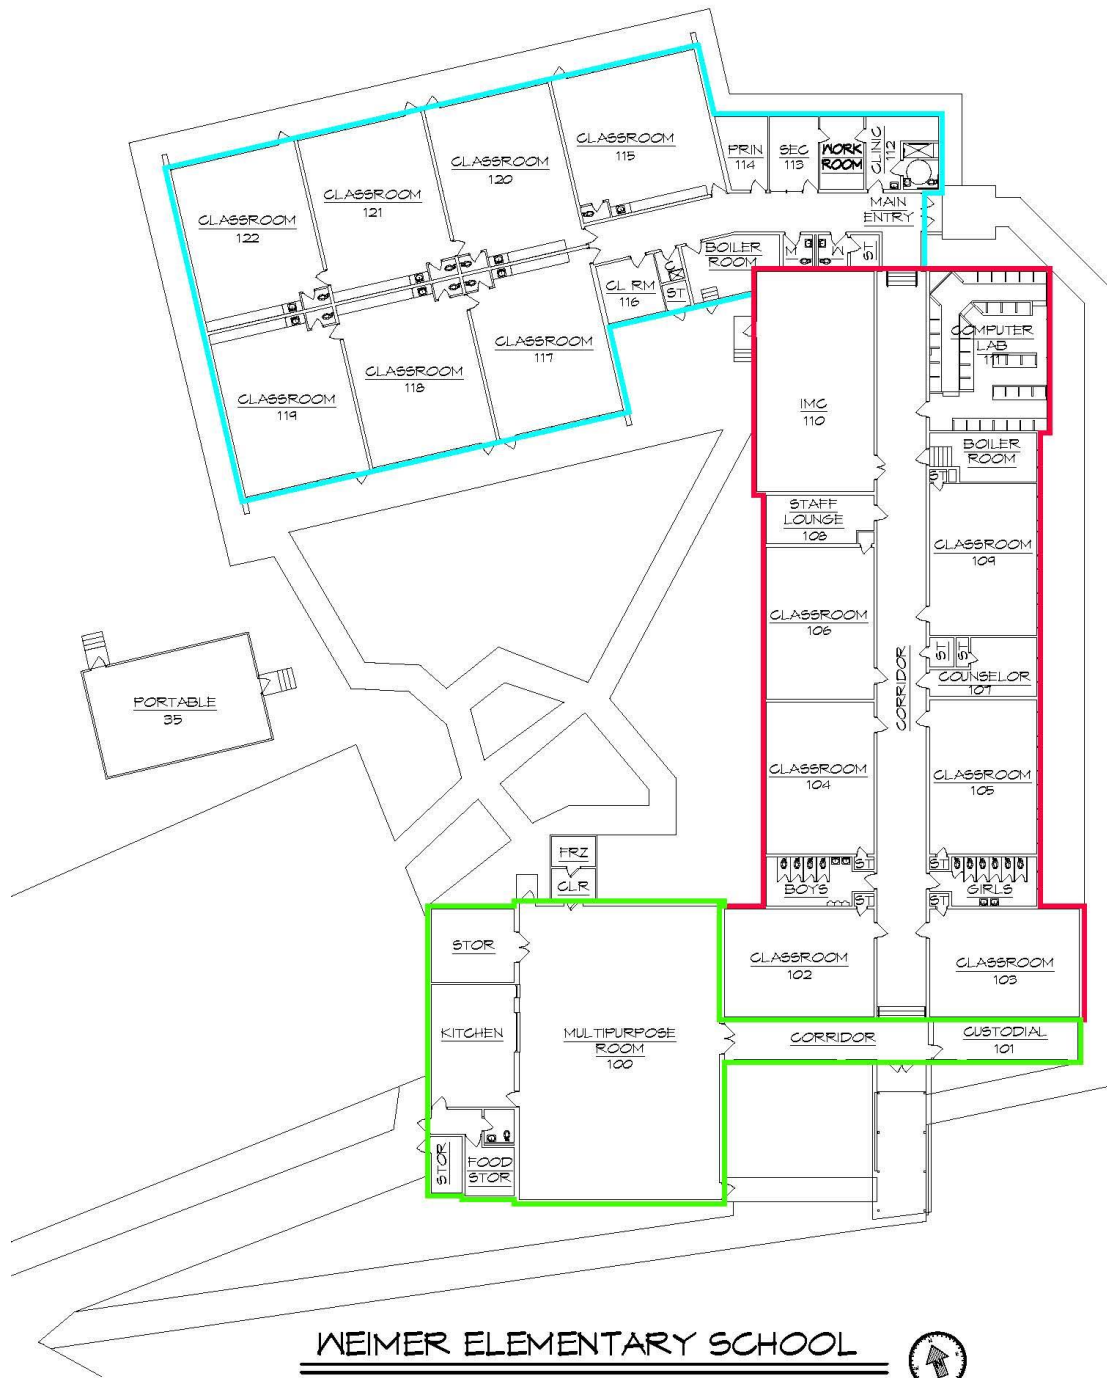 CLASSROOM
115
PRIN
114
SEC
113
WORK
ROOM
CLINIC
112
CLASSROOM
120
CLASSROOM
121
CLASSROOM
122
MAIN
ENTRY
BOILER
ROOM
M
W
ST
CL RM
116
ST
CLASSROOM
117
CLASSROOM
118
CLASSROOM
119
COMPUTER
LAB
111
IMC
110
BOILER
ROOM
ST
STAFF
LOUNGE
108
CLASSROOM
109
CLASSROOM
106
ST
ST
COUNSELOR
107
CORRIDOR
PORTABLE
35
CLASSROOM
104
CLASSROOM
105
FRZ
CLR
ST
ST
BOYS
GIRLS
ST
ST
STOR
CLASSROOM
102
CLASSROOM
103
KITCHEN
MULTIPURPOSE
ROOM
100
CORRIDOR
CUSTODIAL
101
STOR
FOOD
STOR
WEIMER ELEMENTARY SCHOOL